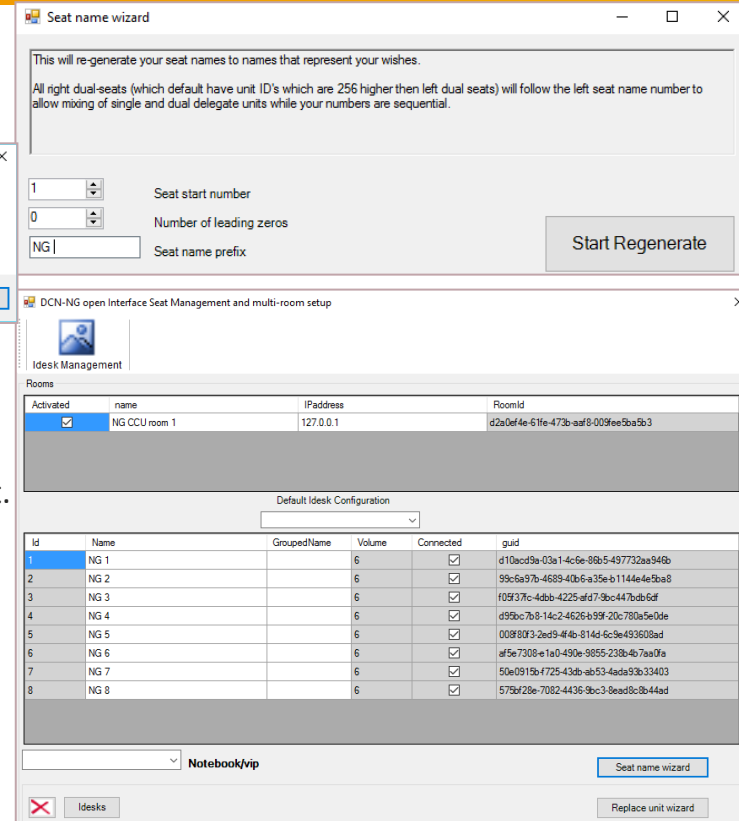 Seat name wizard
This will re-generate your seat names to names that represent your wishes.
All right dual-seats (which default have unit ID's which are 256 higher then left dual seats) will follow the left seat name number to
allow mixing of single and dual delegate units while your numbers are sequential.
1 Seat start number
0 Number of leading zeros
NG Seat name prefix
Start Regenerate
DCN-NG open Interface Seat Management and multi-room setup
Idesk Management
Rooms
Activated name IPaddress RoomId
NG CCU room 1 127.0.0.1 d2a0ef4e-61fe-473b-aaf8-009fee5ba5b3
Default Idesk Configuration
Id Name GroupedName Volume Connected guid
1 NG 1 6 d10acd9a-03a1-4c6e-86b5-497732aa946b
2 NG 2 6 99c6a97b-4689-40b6-a35e-b1144e4e5ba8
3 NG 3 6 f05f37fc-4dbb-4225-afd7-9bc447bdb6df
4 NG 4 6 d95bc7b8-14c2-4626-b99f-20c780a5e0de
5 NG 5 6 008f80f3-2ed9-4f4b-814d-6c9e493608ad
6 NG 6 6 af5e7308-e1a0-490e-9855-238b4b7aa0fa
7 NG 7 6 50e0915b-f725-43db-ab53-4ada93b33403
8 NG 8 6 575bf28e-7082-4436-9bc3-8ead8c8b44ad
Notebook/vip
Seat name wizard
Idesks
Replace unit wizard